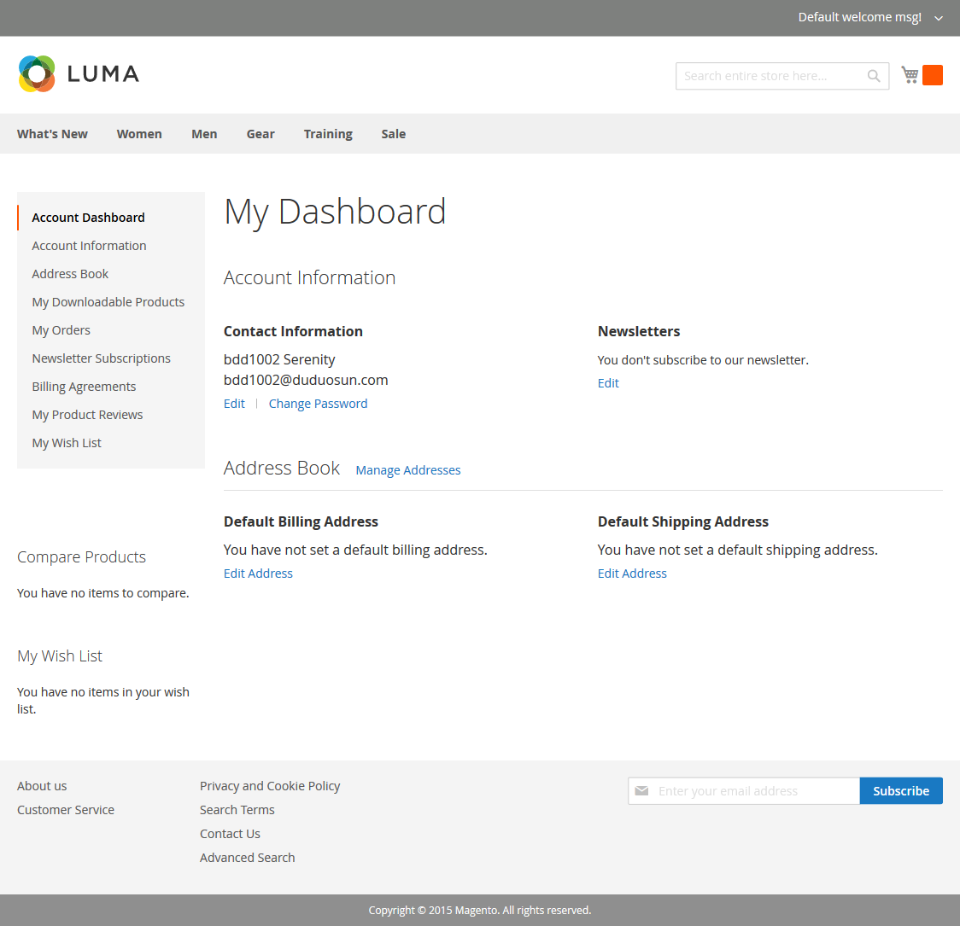 Default welcome msg!
LUMA
Search entire store here...
What's New Women Men Gear Training Sale
Account Dashboard
Account Information
Address Book
My Downloadable Products
My Orders
Newsletter Subscriptions
Billing Agreements
My Product Reviews
My Wish List
Compare Products
You have no items to compare.
My Wish List
You have no items in your wish
list.
My Dashboard
Account Information
Contact Information
bdd1002 Serenity
bdd1002@duduosun.com
Edit | Change Password
Newsletters
You don't subscribe to our newsletter.
Edit
Address Book Manage Addresses
Default Billing Address
You have not set a default billing address.
Edit Address
Default Shipping Address
You have not set a default shipping address.
Edit Address
About us
Customer Service
Privacy and Cookie Policy
Search Terms
Contact Us
Advanced Search
Enter your email address
Subscribe
Copyright © 2015 Magento. All rights reserved.